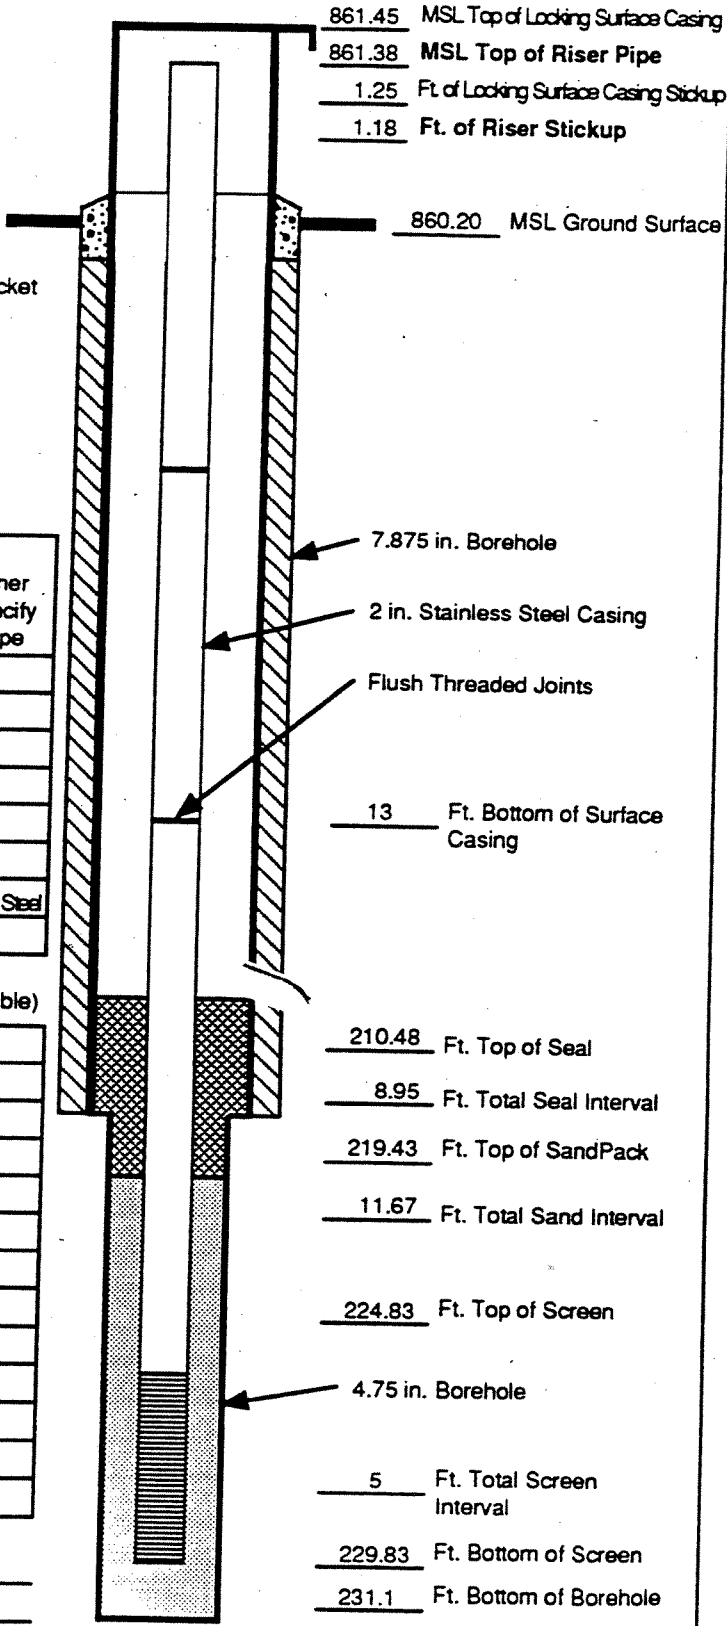 861.45 MSL Top of Locking Surface Casing
861.38 MSL Top of Riser Pipe
1.25 Ft. of Locking Surface Casing Stickup
1.18 Ft. of Riser Stickup
860.20 MSL Ground Surface
cket
7.875 in. Borehole
ner
cify
pe
2 in. Stainless Steel Casing
Flush Threaded Joints
13 Ft. Bottom of Surface
Casing
Steel
ble)
210.48 Ft. Top of Seal
8.95 Ft. Total Seal Interval
219.43 Ft. Top of SandPack
11.67 Ft. Total Sand Interval
224.83 Ft. Top of Screen
4.75 in. Borehole
5 Ft. Total Screen
Interval
229.83 Ft. Bottom of Screen
231.1 Ft. Bottom of Borehole